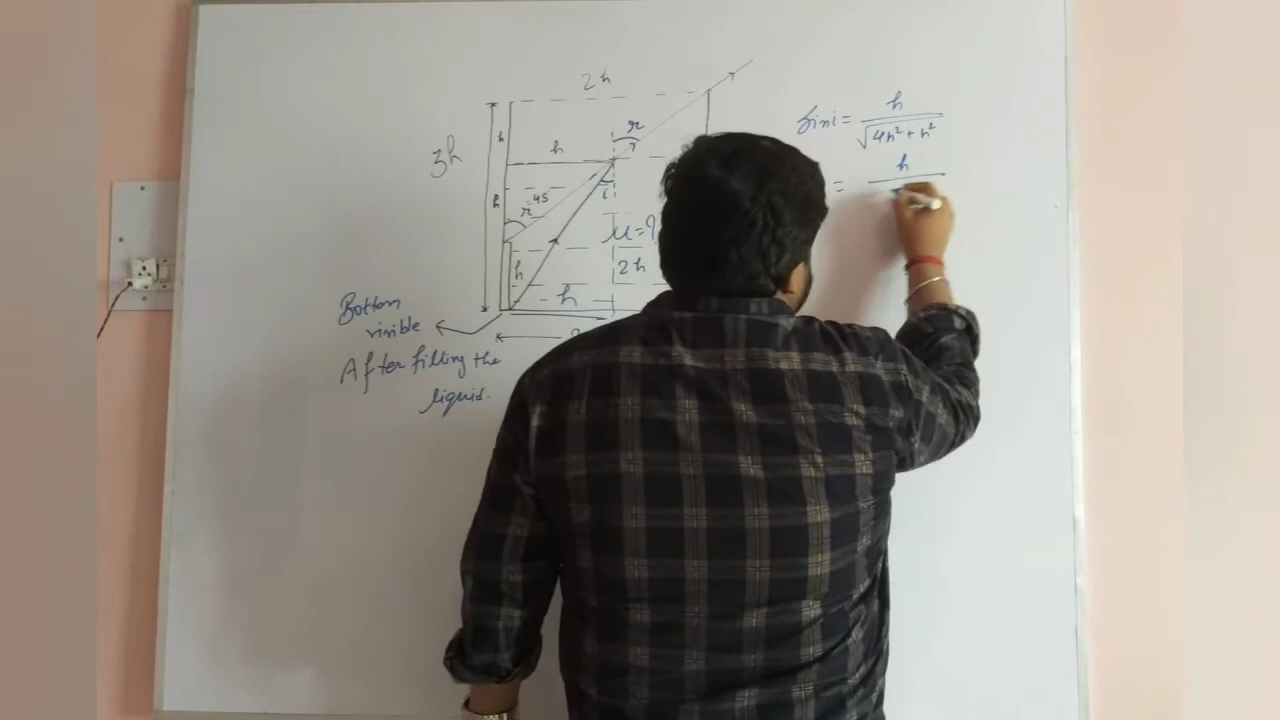 2h
3h
h
h
r
h
45
r
i
μ=?
2h
h
h
Bottom
visible
After filling the
liquid.
Sini = h
√4h² + h²
= h